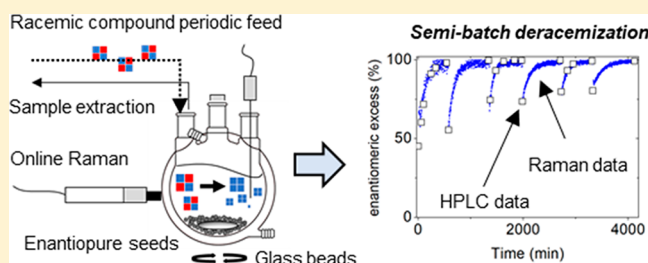 Racemic compound periodic feed
Sample extraction
Online Raman
Enantiopure seeds
Glass beads
Semi-batch deracemization
enantiomeric excess (%)
100
50
0
Raman data
HPLC data
0 2000 4000
Time (min)